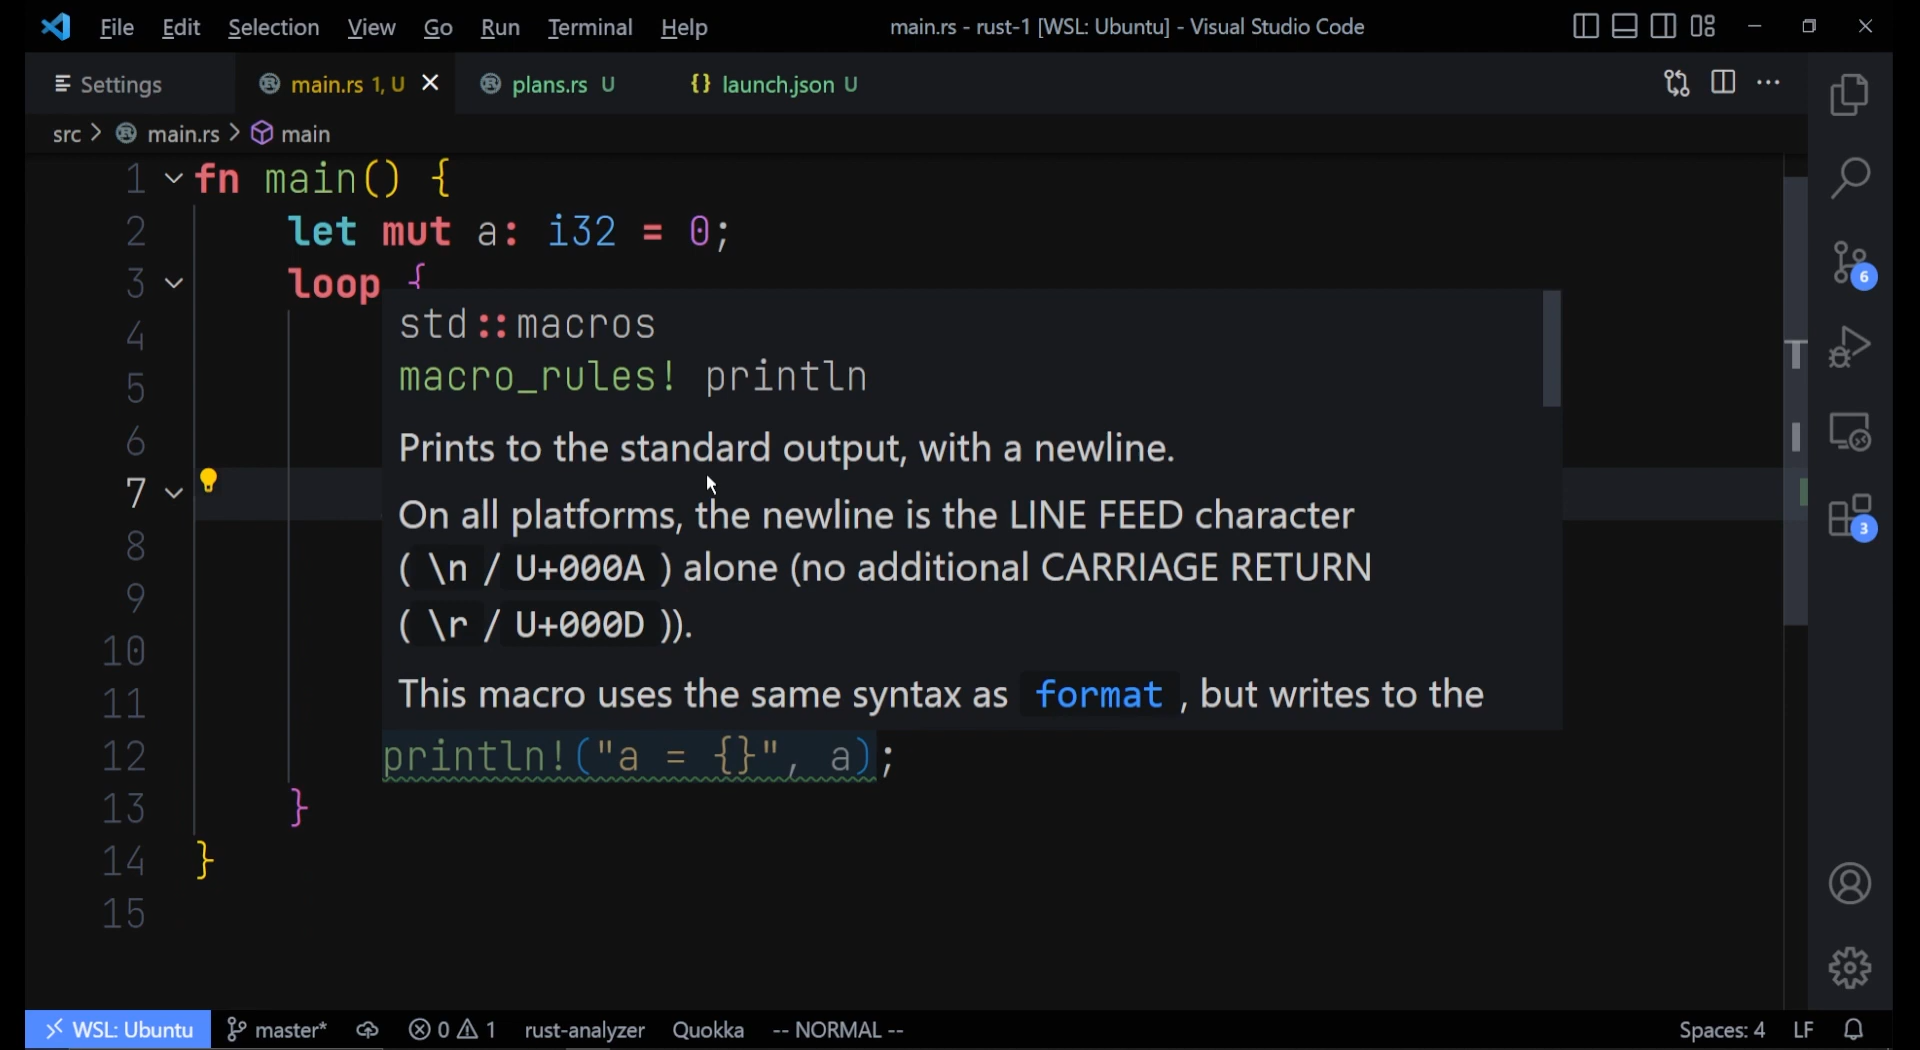 File Edit Selection View Go Run Terminal Help main.rs - rust-1 [WSL: Ubuntu] - Visual Studio Code
Settings main.rs 1, U plans.rs U {} launch.json U
src > main.rs > main
1 fn main() {
2 let mut a: i32 = 0;
3 loop {
4 std::macros
5 macro_rules! println
6 Prints to the standard output, with a newline.
7 On all platforms, the newline is the LINE FEED character
8 ( \n / U+000A ) alone (no additional CARRIAGE RETURN
9 ( \r / U+000D )).
10
11 This macro uses the same syntax as format , but writes to the
12 println!("a = {}", a);
13 }
14 }
15
WSL: Ubuntu master* 0 1 rust-analyzer Quokka -- NORMAL -- Spaces: 4 LF
6
3